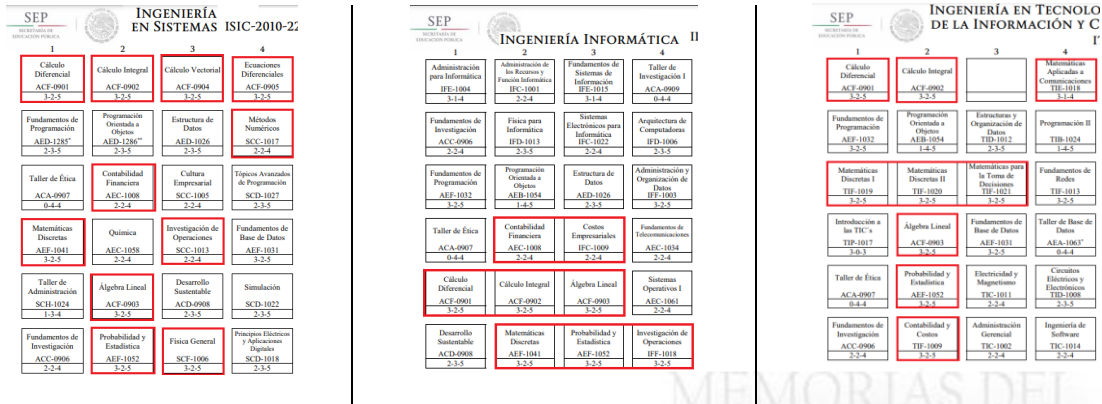 SEP
SECRETARÍA DE
EDUCACIÓN PÚBLICA
INGENIERÍA
EN SISTEMAS ISIC-2010-22
1 2 3 4
Cálculo Diferencial
ACF-0901
3-2-5
Cálculo Integral
ACF-0902
3-2-5
Cálculo Vectorial
ACF-0904
3-2-5
Ecuaciones Diferenciales
ACF-0905
3-2-5
Fundamentos de Programación
AED-1285*
2-3-5
Programación Orientada a Objetos
AED-1286**
2-3-5
Estructura de Datos
AED-1026
2-3-5
Métodos Numéricos
SCC-1017
2-2-4
Taller de Ética
ACA-0907
0-4-4
Contabilidad Financiera
AEC-1008
2-2-4
Cultura Empresarial
SCC-1005
2-2-4
Tópicos Avanzados de Programación
SCD-1027
2-3-5
Matemáticas Discretas
AEF-1041
3-2-5
Química
AEC-1058
2-2-4
Investigación de Operaciones
SCC-1013
2-2-4
Fundamentos de Base de Datos
AEF-1031
3-2-5
Taller de Administración
SCH-1024
1-3-4
Álgebra Lineal
ACF-0903
3-2-5
Desarrollo Sustentable
ACD-0908
2-3-5
Simulación
SCD-1022
2-3-5
Fundamentos de Investigación
ACC-0906
2-2-4
Probabilidad y Estadística
AEF-1052
3-2-5
Física General
SCF-1006
3-2-5
Principios Eléctricos y Aplicaciones Digitales
SCD-1018
2-3-5
SEP
SECRETARÍA DE
EDUCACIÓN PÚBLICA
INGENIERÍA INFORMÁTICA II
1 2 3 4
Administración para Informática
IFE-1004
3-1-4
Administración de los Recursos y Función Informática
IFC-1001
2-2-4
Fundamentos de Sistemas de Información
IFE-1015
3-1-4
Taller de Investigación I
ACA-0909
0-4-4
Fundamentos de Investigación
ACC-0906
2-2-4
Física para Informática
IFD-1013
2-3-5
Sistemas Electrónicos para Informática
IFC-1022
2-2-4
Arquitectura de Computadoras
IFD-1006
2-3-5
Fundamentos de Programación
AEF-1032
3-2-5
Programación Orientada a Objetos
AEB-1054
1-4-5
Estructura de Datos
AED-1026
2-3-5
Administración y Organización de Datos
IFF-1003
3-2-5
Taller de Ética
ACA-0907
0-4-4
Contabilidad Financiera
AEC-1008
2-2-4
Costos Empresariales
IFC-1009
2-2-4
Fundamentos de Telecomunicaciones
AEC-1034
2-2-4
Cálculo Diferencial
ACF-0901
3-2-5
Cálculo Integral
ACF-0902
3-2-5
Álgebra Lineal
ACF-0903
3-2-5
Sistemas Operativos I
AEC-1061
2-2-4
Desarrollo Sustentable
ACD-0908
2-3-5
Matemáticas Discretas
AEF-1041
3-2-5
Probabilidad y Estadística
AEF-1052
3-2-5
Investigación de Operaciones
IFF-1018
3-2-5
SEP
SECRETARÍA DE
EDUCACIÓN PÚBLICA
INGENIERÍA EN TECNOLO
DE LA INFORMACIÓN Y C
1 2 3 4
Cálculo Diferencial
ACF-0901
3-2-5
Cálculo Integral
ACF-0902
3-2-5
Matemáticas Aplicadas a Comunicaciones
TIE-1018
3-1-4
Fundamentos de Programación
AEF-1032
3-2-5
Programación Orientada a Objetos
AEB-1054
1-4-5
Estructuras y Organización de Datos
TID-1012
2-3-5
Programación II
TIB-1024
1-4-5
Matemáticas Discretas I
TIF-1019
3-2-5
Matemáticas Discretas II
TIF-1020
3-2-5
Matemáticas para la Toma de Decisiones
TIF-1021
3-2-5
Fundamentos de Redes
TIF-1013
3-2-5
Introducción a las TIC´s
TIP-1017
3-0-3
Álgebra Lineal
ACF-0903
3-2-5
Fundamentos de Base de Datos
AEF-1031
3-2-5
Taller de Base de Datos
AEA-1063*
0-4-4
Taller de Ética
ACA-0907
0-4-4
Probabilidad y Estadística
AEF-1052
3-2-5
Electricidad y Magnetismo
TIC-1011
2-2-4
Circuitos Eléctricos y Electrónicos
TID-1008
2-3-5
Fundamentos de Investigación
ACC-0906
2-2-4
Contabilidad y Costos
TIF-1009
3-2-5
Administración Gerencial
TIC-1002
2-2-4
Ingeniería de Software
TIC-1014
2-2-4
MEMORIAS DEL